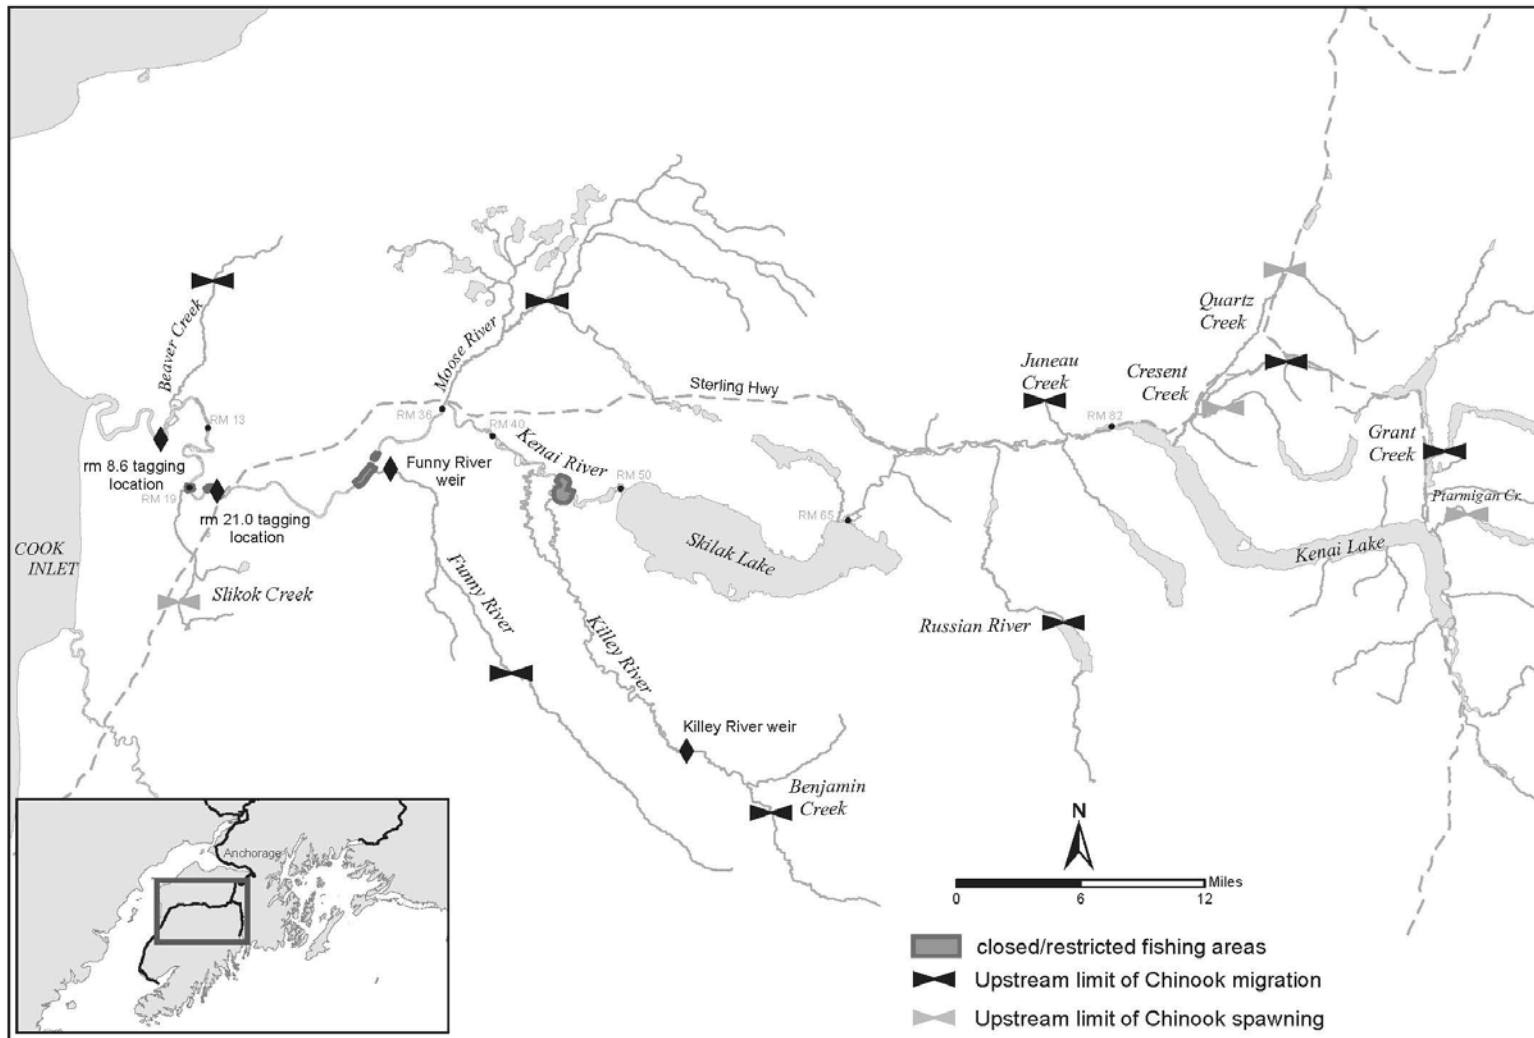 Beaver Creek
Moose River
Quartz
Creek
Juneau
Creek
Cresent
Creek
Sterling Hwy
RM 36
RM 13
RM 82
RM 40
Grant
Creek
Kenai River
rm 8.6 tagging
location
Funny River
weir
RM 50
RM 19
Ptarmigan Cr.
RM 65
rm 21.0 tagging
location
Skilak Lake
Kenai Lake
COOK
INLET
Slikok Creek
Funny River
Killey River
Russian River
Killey River weir
Benjamin
Creek
N
Anchorage
Miles
0
6
12
closed/restricted fishing areas
Upstream limit of Chinook migration
Upstream limit of Chinook spawning